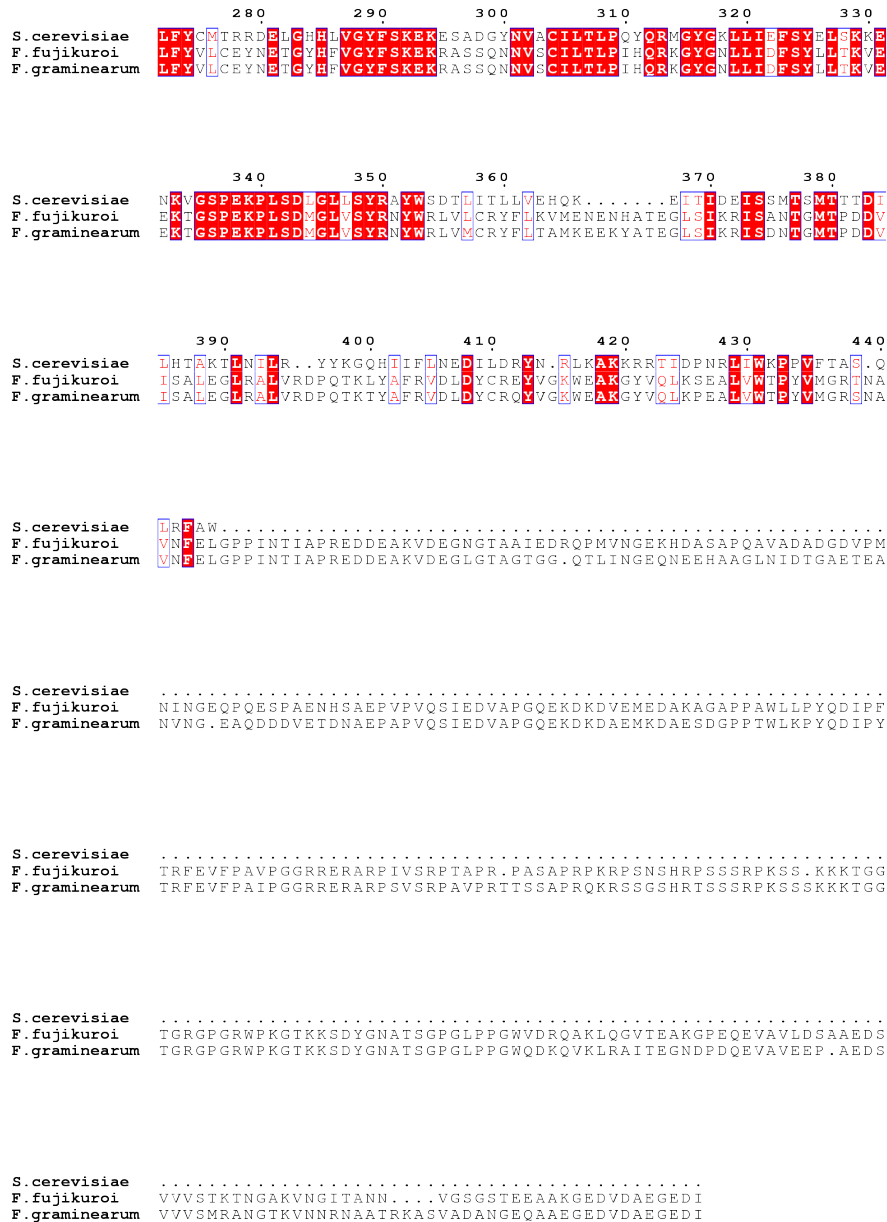 280 290 300 310 320 330
S.cerevisiae LFYCMTRRDELGHHLVGYFSKEKESADGYNVACILTLPQYQRMGYGKLLIEFSYELSKKE
F.fujikuroi LFYVLCEYNETGYHFVGYFSKEKRASSQNNVSCILTLPIHQRKGYGNLLIDFSYLLTKVE
F.graminearum LFYVLCEYNETGYHFVGYFSKEKRASSQNNVSCILTLPIHQRKGYGNLLIDFSYLLTKVE
340 350 360 370 380
S.cerevisiae NKVGSPEKPLSDLGLLSYRAYWSDTLITLLVEHQK.......EITIDEISSMTSMTTTDI
F.fujikuroi EKTGSPEKPLSDMGLVSYRNYWRLVLCRYFLKVMENENHATEGLSIKRISANTGMTPDDV
F.graminearum EKTGSPEKPLSDMGLVSYRNYWRLVMCRYFLTAMKEEKYATEGLSIKRISDNTGMTPDDV
390 400 410 420 430 440
S.cerevisiae LHTAKTLNILR..YYKGQHIIFLNEDILDRYN.RLKAKKRRTIDPNRLIWKPPVFTAS.Q
F.fujikuroi ISALEGLRALVRDPQTKLYAFRVDLDYCREYVGKWEAKGYVQLKSEALVWTPYVMGRTNA
F.graminearum ISALEGLRALVRDPQTKTYAFRVDLDYCRQYVGKWEAKGYVQLKPEALVWTPYVMGRSNA
S.cerevisiae LRFAW.......................................................
F.fujikuroi VNFELGPPINTIAPREDDEAKVDEGNGTAAIEDRQPMVNGEKHDASAPQAVADADGDVPM
F.graminearum VNFELGPPINTIAPREDDEAKVDEGLGTAGTGG.QTLINGEQNEEHAAGLNIDTGAETEA
S.cerevisiae ............................................................
F.fujikuroi NINGEQPQESPAENHSAEPVPVQSIEDVAPGQEKDKDVEMEDAKAGAPPAWLLPYQDIPF
F.graminearum NVNG.EAQDDDVETDNAEPAPVQSIEDVAPGQEKDKDAEMKDAESDGPPTWLKPYQDIPY
S.cerevisiae ............................................................
F.fujikuroi TRFEVFPAVPGGRRERARPIVSRPTAPR.PASAPRPKRPSNSHRPSSSRPKSS.KKKTGG
F.graminearum TRFEVFPAIPGGRRERARPSVSRPAVPRTTSSAPRQKRSSGSHRTSSSRPKSSSKKKTGG
S.cerevisiae ............................................................
F.fujikuroi TGRGPGRWPKGTKKSDYGNATSGPGLPPGWVDRQAKLQGVTEAKGPEQEVAVLDSAAEDS
F.graminearum TGRGPGRWPKGTKKSDYGNATSGPGLPPGWQDKQVKLRAITEGNDPDQEVAVEEP.AEDS
S.cerevisiae .............................................
F.fujikuroi VVVSTKTNGAKVNGITANN....VGSGSTEEAAKGEDVDAEGEDI
F.graminearum VVVSMRANGTKVNNRNAATRKASVADANGEQAAEGEDVDAEGEDI